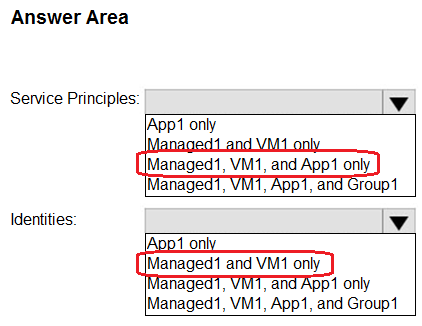 Answer Area
Service Principles:
App1 only
Managed1 and VM1 only
Managed1, VM1, and App1 only
Managed1, VM1, App1, and Group1
Identities:
App1 only
Managed1 and VM1 only
Managed1, VM1, and App1 only
Managed1, VM1, App1, and Group1